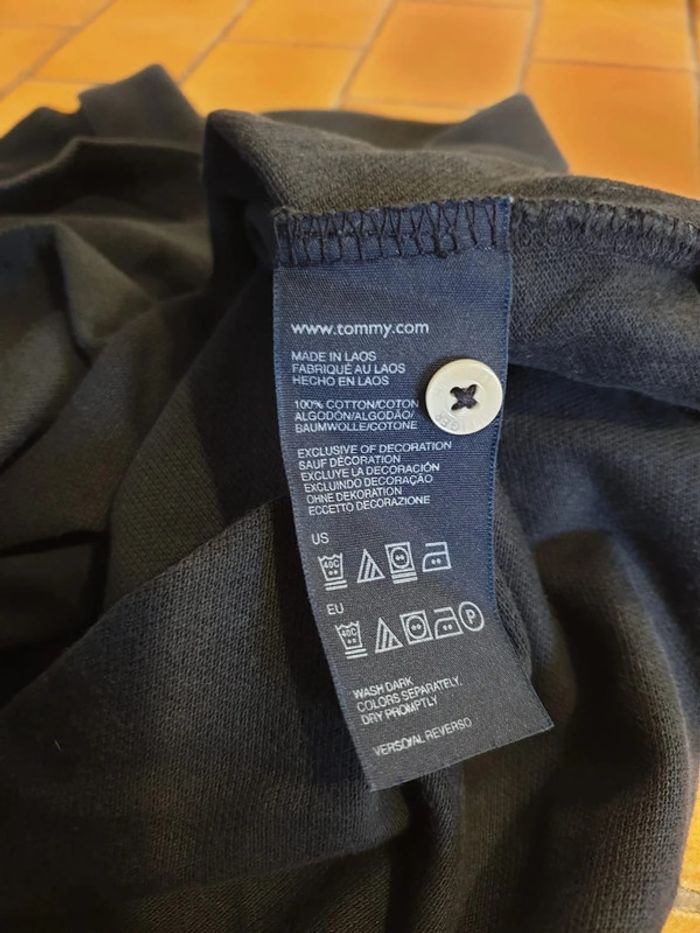 www.tommy.com
MADE IN LAOS
FABRIQUÉ AU LAOS
HECHO EN LAOS
100% COTTON/COTON
ALGODÓN/ALGODÃO/
BAUMWOLLE/COTONE
EXCLUSIVE OF DECORATION
SAUF DÉCORATION
EXCLUYE LA DECORACIÓN
EXCLUINDO DECORAÇÃO
OHNE DEKORATION
ECCETTO DECORAZIONE
US
40C
EU
40C
P
WASH DARK
COLORS SEPARATELY.
DRY PROMPTLY
VERSO/AL REVERSO